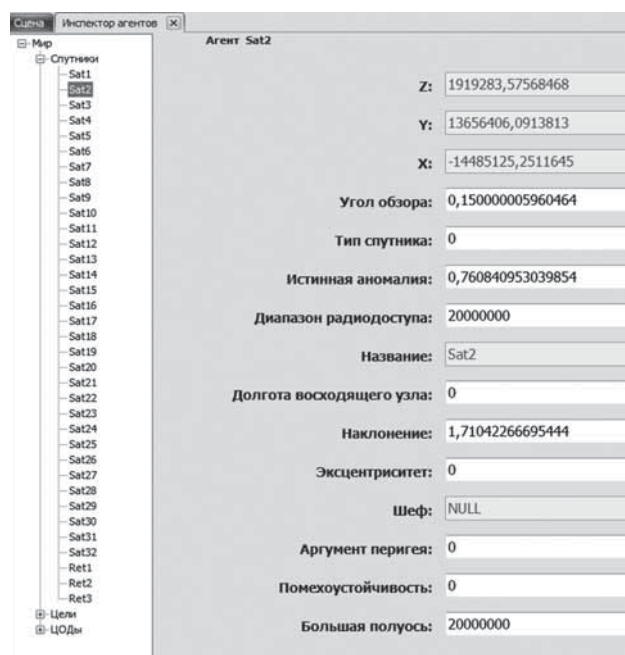 Сцена Инспектор агентов
Мир
Спутники
Sat1
Sat2
Sat3
Sat4
Sat5
Sat6
Sat7
Sat8
Sat9
Sat10
Sat11
Sat12
Sat13
Sat14
Sat15
Sat16
Sat17
Sat18
Sat19
Sat20
Sat21
Sat22
Sat23
Sat24
Sat25
Sat26
Sat27
Sat28
Sat29
Sat30
Sat31
Sat32
Ret1
Ret2
Ret3
Цели
ЦОДы
Агент Sat2
Z: 1919283,57568468
Y: 13656406,0913813
X: -14485125,2511645
Угол обзора: 0,150000005960464
Тип спутника: 0
Истинная аномалия: 0,760840953039854
Диапазон радиодоступа: 20000000
Название: Sat2
Долгота восходящего узла: 0
Наклонение: 1,71042266695444
Эксцентриситет: 0
Шеф: NULL
Аргумент перигея: 0
Помехоустойчивость: 0
Большая полуось: 20000000